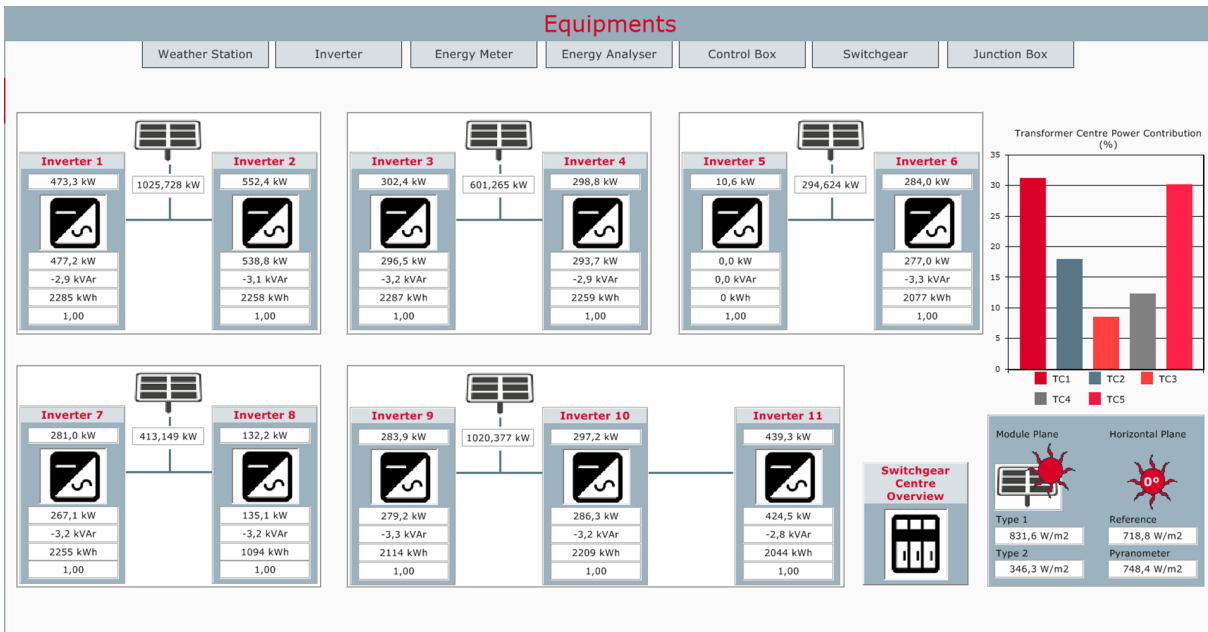 Equipments
Weather Station Inverter Energy Meter Energy Analyser Control Box Switchgear Junction Box
Inverter 1
473,3 kW
477,2 kW
-2,9 kVAr
2285 kWh
1,00
1025,728 kW
Inverter 2
552,4 kW
538,8 kW
-3,1 kVAr
2258 kWh
1,00
Inverter 3
302,4 kW
296,5 kW
-3,2 kVAr
2287 kWh
1,00
601,265 kW
Inverter 4
298,8 kW
293,7 kW
-2,9 kVAr
2259 kWh
1,00
Inverter 5
10,6 kW
0,0 kW
0,0 kVAr
0 kWh
1,00
294,624 kW
Inverter 6
284,0 kW
277,0 kW
-3,3 kVAr
2077 kWh
1,00
Transformer Centre Power Contribution
(%)
35
30
25
20
15
10
5
0
TC1 TC2 TC3
TC4 TC5
Inverter 7
281,0 kW
267,1 kW
-3,2 kVAr
2255 kWh
1,00
413,149 kW
Inverter 8
132,2 kW
135,1 kW
-3,2 kVAr
1094 kWh
1,00
Inverter 9
283,9 kW
279,2 kW
-3,3 kVAr
2114 kWh
1,00
1020,377 kW
Inverter 10
297,2 kW
286,3 kW
-3,2 kVAr
2209 kWh
1,00
Inverter 11
439,3 kW
424,5 kW
-2,8 kVAr
2044 kWh
1,00
Switchgear
Centre
Overview
Module Plane Horizontal Plane
0º
Type 1 Reference
831,6 W/m2 718,8 W/m2
Type 2 Pyranometer
346,3 W/m2 748,4 W/m2